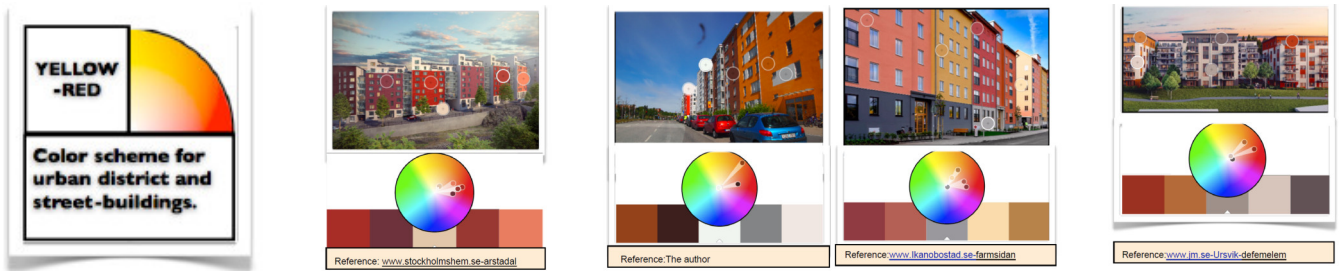 YELLOW
-RED
Color scheme for
urban district and
street-buildings.
Reference: www.stockholmshem.se-arstadal
Reference:The author
Reference:www.Ikanobostad.se-farmsidan
Reference:www.jm.se-Ursvik-defemelem